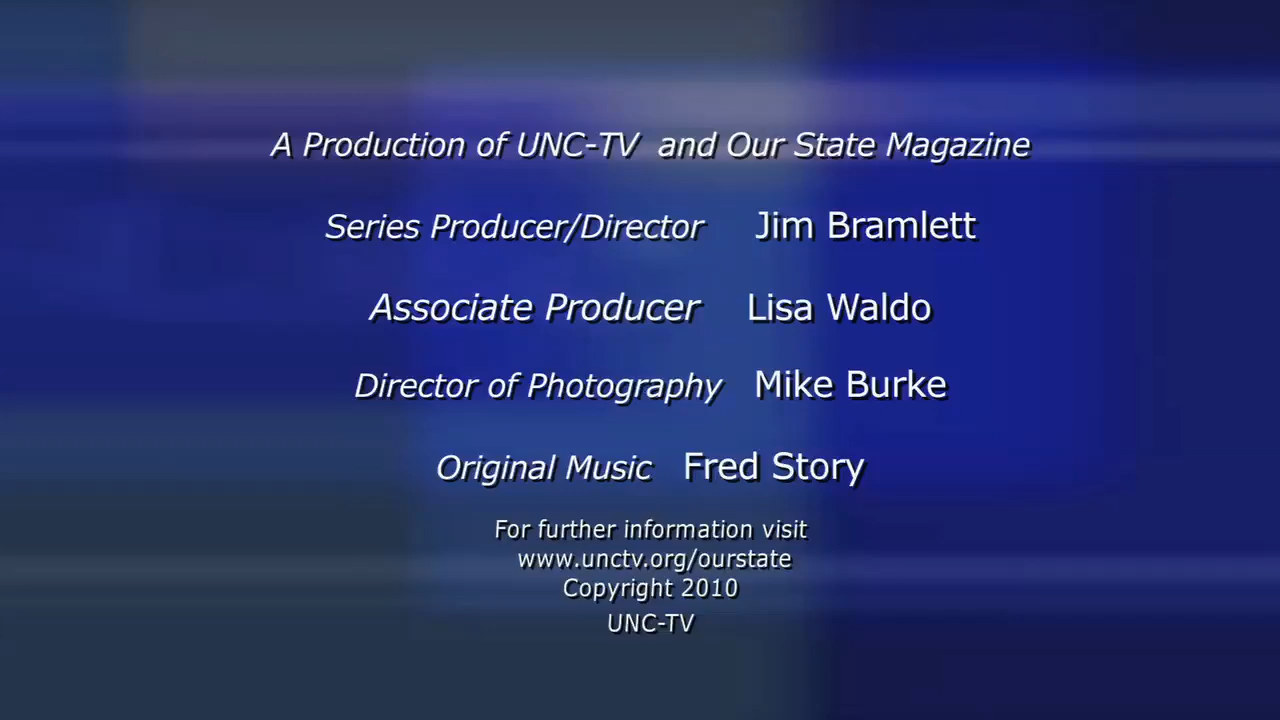 A Production of UNC-TV and Our State Magazine
Series Producer/Director Jim Bramlett
Associate Producer Lisa Waldo
Director of Photography Mike Burke
Original Music Fred Story
For further information visit
www.unctv.org/ourstate
Copyright 2010
UNC-TV